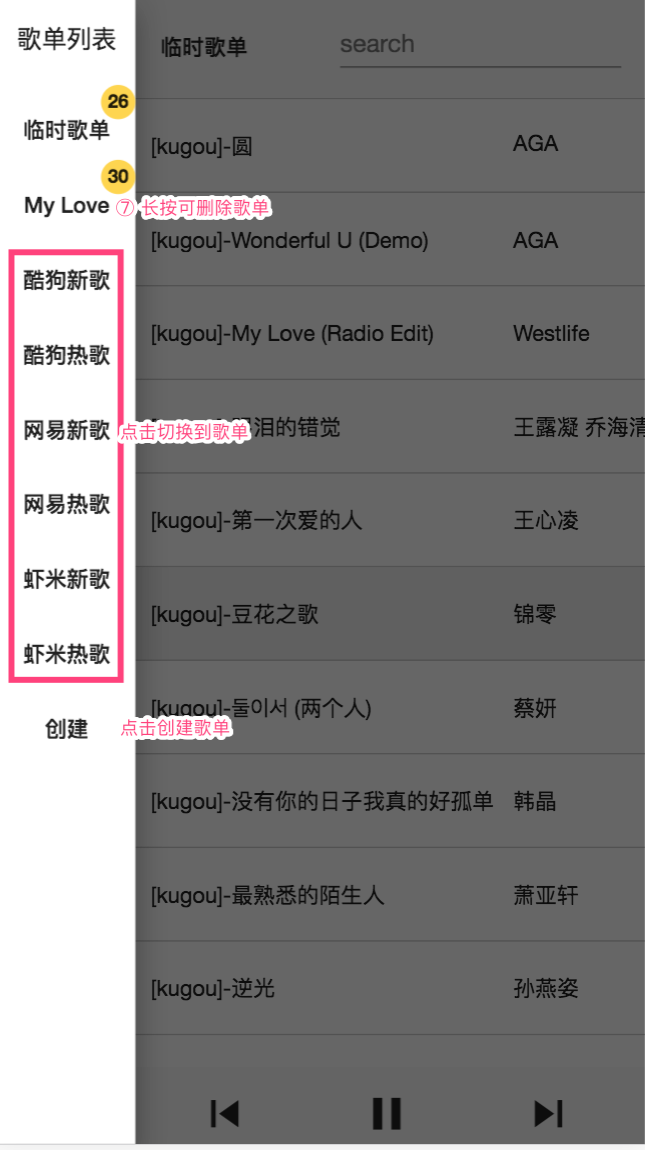 歌单列表
临时歌单
search
26
临时歌单
[kugou]-圆
AGA
30
My Love
⑦ 长按可删除歌单
[kugou]-Wonderful U (Demo)
AGA
酷狗新歌
[kugou]-My Love (Radio Edit)
Westlife
酷狗热歌
网易新歌
点击切换到歌单
泪的错觉
王露凝 乔海清
网易热歌
[kugou]-第一次爱的人
王心凌
虾米新歌
[kugou]-豆花之歌
锦零
虾米热歌
[kugou]-둘이서 (两个人)
蔡妍
创建
点击创建歌单
[kugou]-没有你的日子我真的好孤单
韩晶
[kugou]-最熟悉的陌生人
萧亚轩
[kugou]-逆光
孙燕姿